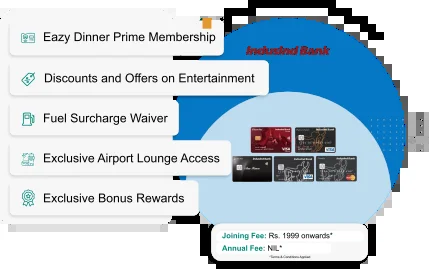 Eazy Dinner Prime Membership
Discounts and Offers on Entertainment
Fuel Surcharge Waiver
Exclusive Airport Lounge Access
Exclusive Bonus Rewards
IndusInd Bank
Joining Fee: Rs. 1999 onwards*
Annual Fee: NIL*
*Terms & Conditions Applied